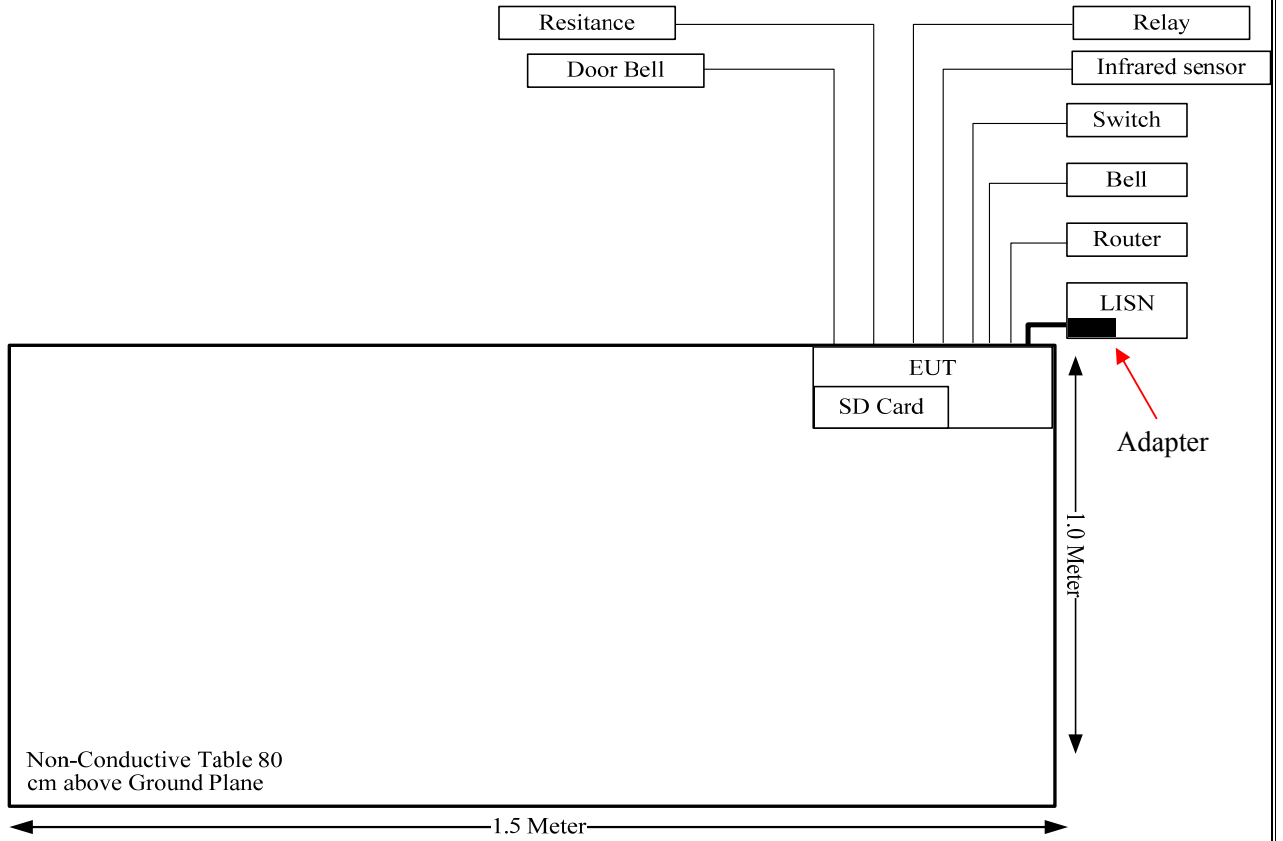 Resitance
Relay
Door Bell
Infrared sensor
Switch
Bell
Router
LISN
EUT
SD Card
Adapter
1.0 Meter
Non-Conductive Table 80
cm above Ground Plane
1.5 Meter